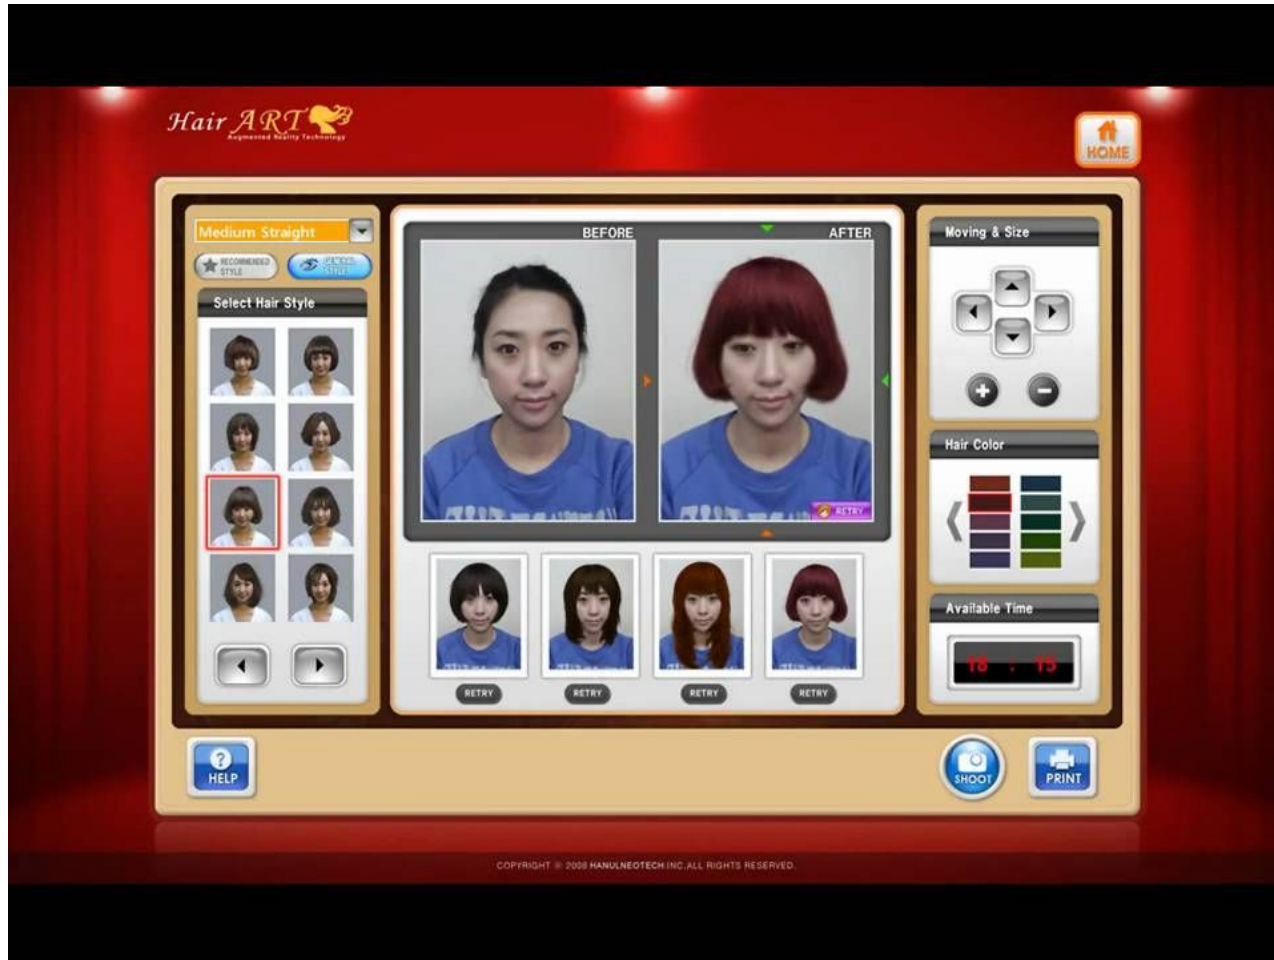 Hair ART
Augmented Reality Technology
HOME
Medium Straight
RECOMMENDED
STYLE
GENERAL
STYLE
Select Hair Style
BEFORE
AFTER
RETRY
RETRY
RETRY
RETRY
RETRY
Moving & Size
Hair Color
Available Time
18 : 15
?
HELP
SHOOT
PRINT
COPYRIGHT © 2008 HANULNEOTECH INC.ALL RIGHTS RESERVED.